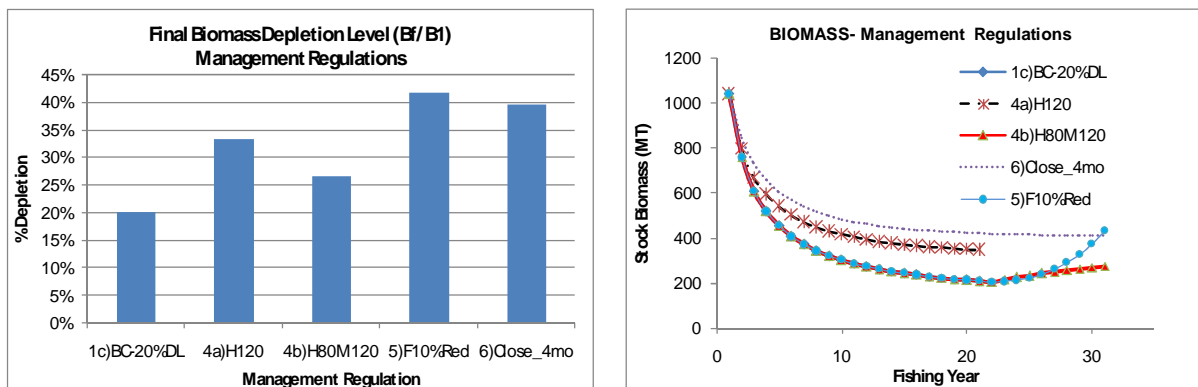 Final Biomass Depletion Level (Bf/ B1)
Management Regulations
45%
40%
35%
30%
25%
20%
15%
10%
5%
0%
%Depletion
1c)BC-20%DL 4a)H120 4b)H80M120 5)F10%Red 6)Close_4mo
Management Regulation
BIOMASS- Management Regulations
1200
1000
800
600
400
200
0
Stock Biomass (MT)
1c)BC-20%DL
4a)H120
4b)H80M120
6)Close_4mo
5)F10%Red
0 10 20 30
Fishing Year